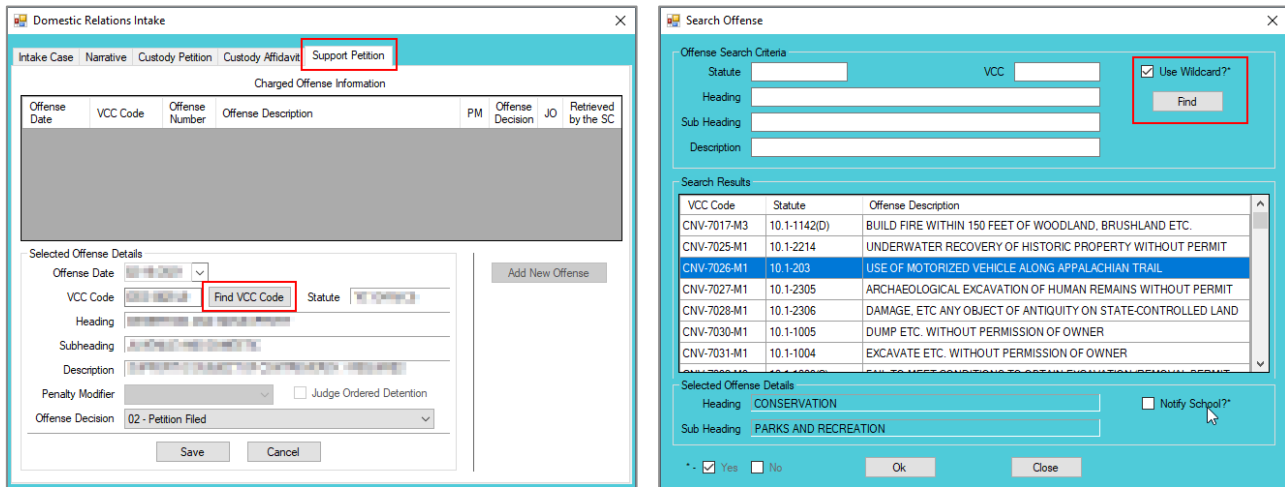 Domestic Relations Intake
Intake Case Narrative Custody Petition Custody Affidavit Support Petition
Charged Offense Information
Offense Date VCC Code Offense Number Offense Description PM Offense Decision JO Retrieved by the SC
Selected Offense Details
Offense Date
Add New Offense
VCC Code Find VCC Code Statute
Heading
Subheading
Description
Penalty Modifier Judge Ordered Detention
Offense Decision 02 - Petition Filed
Save Cancel
Search Offense
Offense Search Criteria
Statute VCC Use Wildcard?*
Heading Find
Sub Heading
Description
Search Results
VCC Code Statute Offense Description
CNV-7017-M3 10.1-1142(D) BUILD FIRE WITHIN 150 FEET OF WOODLAND, BRUSHLAND ETC.
CNV-7025-M1 10.1-2214 UNDERWATER RECOVERY OF HISTORIC PROPERTY WITHOUT PERMIT
CNV-7026-M1 10.1-203 USE OF MOTORIZED VEHICLE ALONG APPALACHIAN TRAIL
CNV-7027-M1 10.1-2305 ARCHAEOLOGICAL EXCAVATION OF HUMAN REMAINS WITHOUT PERMIT
CNV-7028-M1 10.1-2306 DAMAGE, ETC ANY OBJECT OF ANTIQUITY ON STATE-CONTROLLED LAND
CNV-7030-M1 10.1-1005 DUMP ETC. WITHOUT PERMISSION OF OWNER
CNV-7031-M1 10.1-1004 EXCAVATE ETC. WITHOUT PERMISSION OF OWNER
Selected Offense Details
Heading CONSERVATION Notify School?*
Sub Heading PARKS AND RECREATION
* - Yes No Ok Close